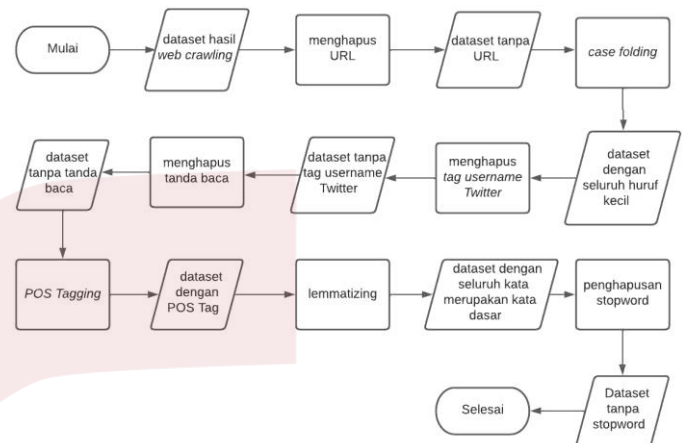 Mulai
dataset hasil
web crawling
menghapus
URL
dataset tanpa
URL
case folding
dataset
dengan
seluruh huruf
kecil
menghapus
tag username
Twitter
dataset tanpa
tag username
Twitter
menghapus
tanda baca
dataset
tanpa tanda
baca
POS Tagging
dataset
dengan
POS Tag
lemmatizing
dataset dengan
seluruh kata
merupakan kata
dasar
penghapusan
stopword
Dataset
tanpa
stopword
Selesai